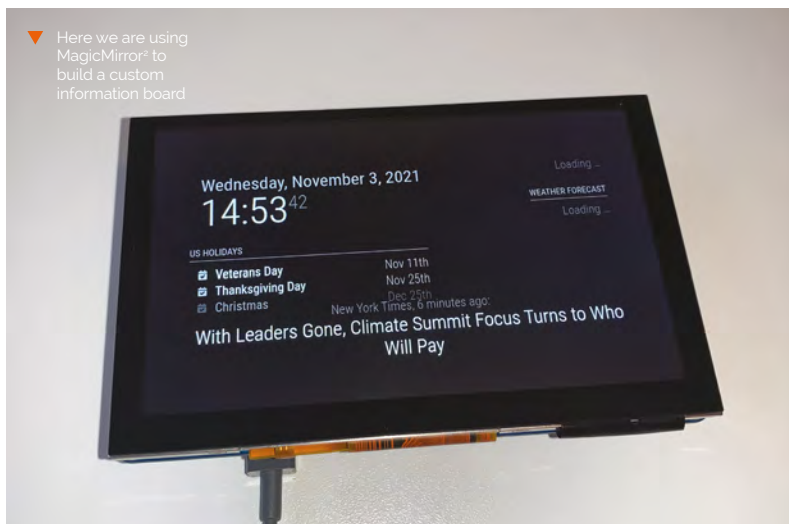 Here we are using
MagicMirror² to
build a custom
information board
Wednesday, November 3, 2021
14:53 42
Loading ...
WEATHER FORECAST
Loading ...
US HOLIDAYS
Veterans Day Nov 11th
Thanksgiving Day Nov 25th
Christmas Dec 25th
New York Times, 6 minutes ago:
With Leaders Gone, Climate Summit Focus Turns to Who
Will Pay